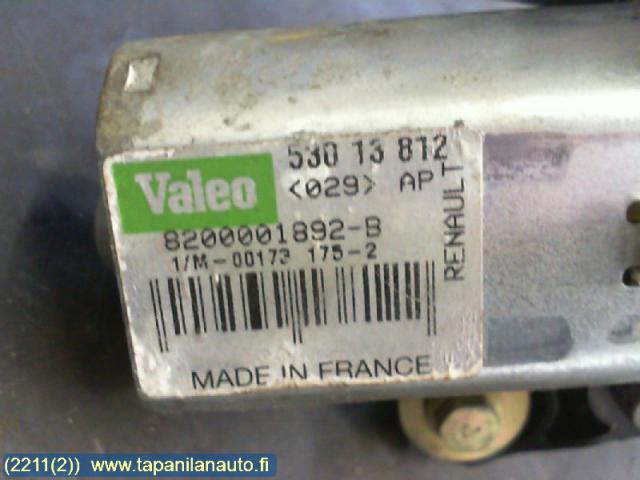 Valeo
530 13 812
<029> AP
8200001892-B
1/M-00173 175-2
RENAULT
MADE IN FRANCE
(2211(2)) www.tapanilanauto.fi